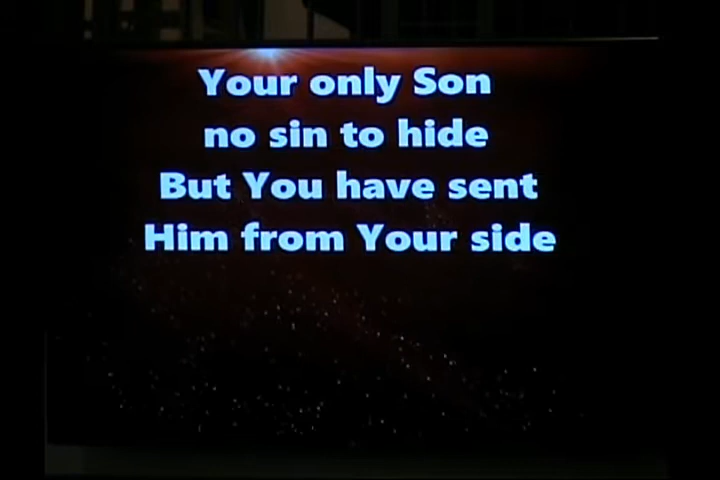 Your only Son
no sin to hide
But You have sent
Him from Your side